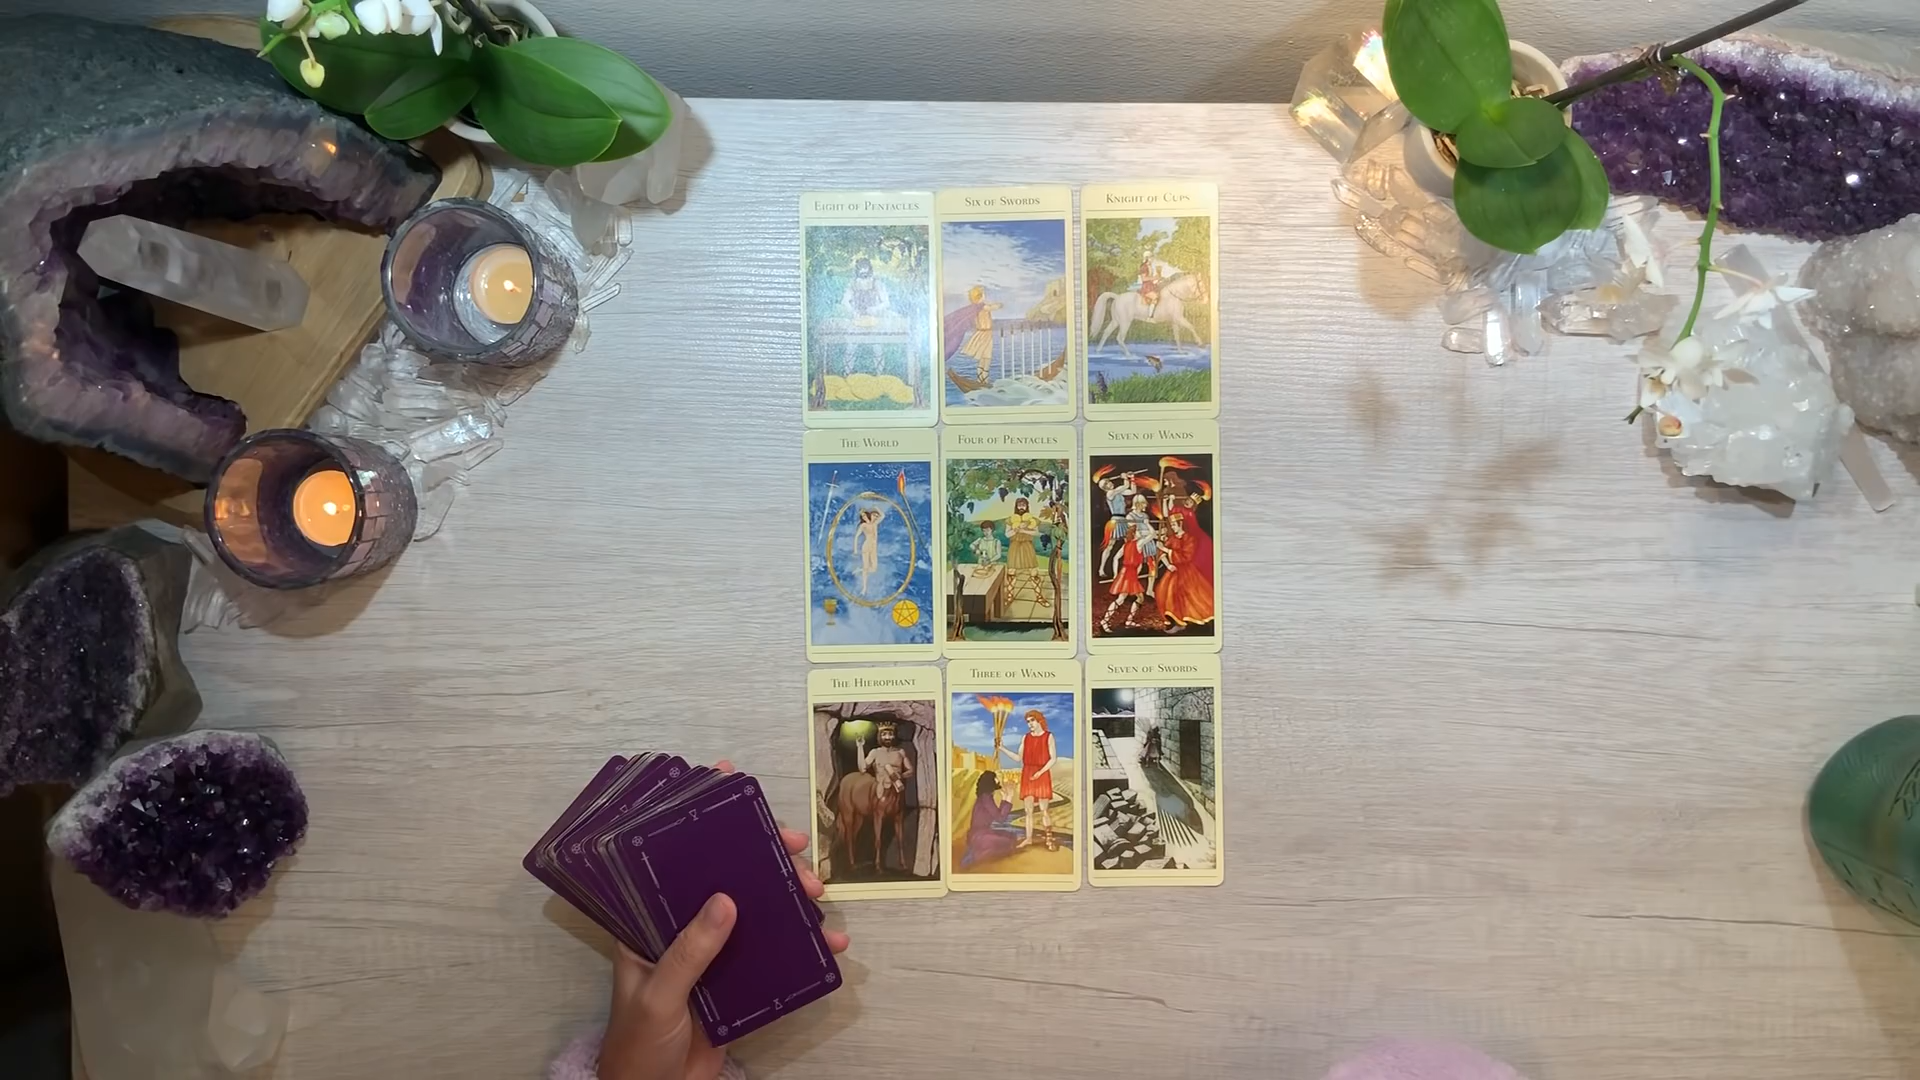 EIGHT OF PENTACLES
SIX OF SWORDS
KNIGHT OF CUPS
THE WORLD
FOUR OF PENTACLES
SEVEN OF WANDS
THE HIEROPHANT
THREE OF WANDS
SEVEN OF SWORDS